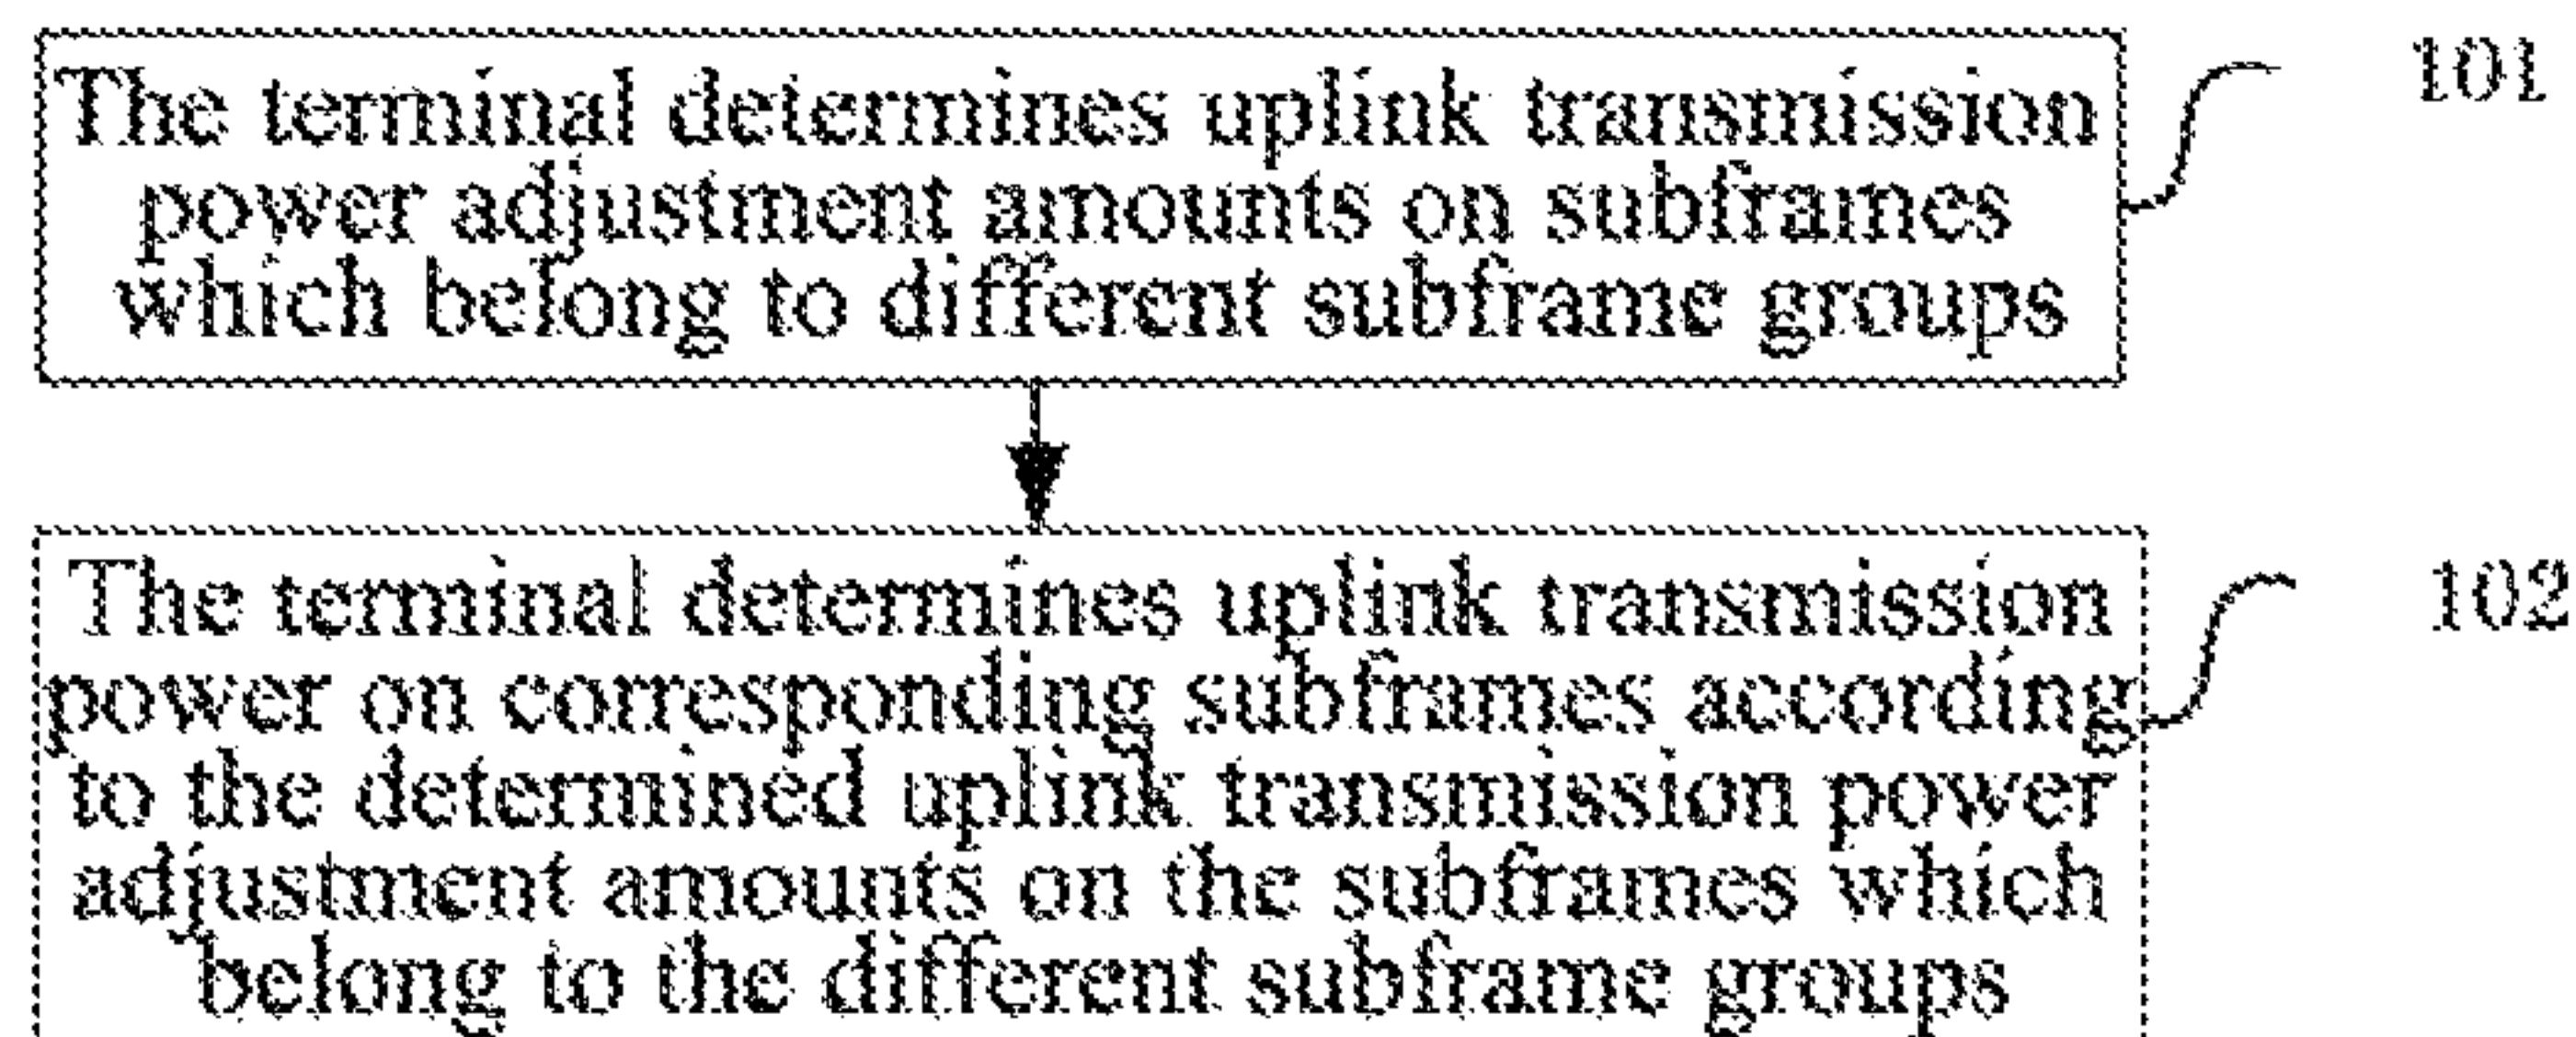 The terminal determines uplink transmission
power adjustment amounts on subframes
which belong to different subframe groups
101
The terminal determines uplink transmission
power on corresponding subframes according
to the determined uplink transmission power
adjustment amounts on the subframes which
belong to the different subframe groups
102